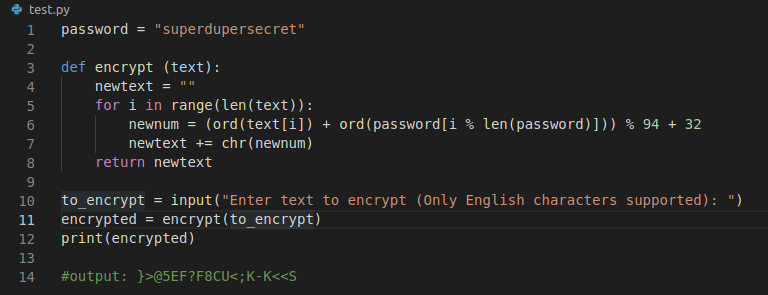 test.py
1 password = "superdupersecret"
2
3 def encrypt (text):
4     newtext = ""
5     for i in range(len(text)):
6         newnum = (ord(text[i]) + ord(password[i % len(password)])) % 94 + 32
7         newtext += chr(newnum)
8     return newtext
9
10 to_encrypt = input("Enter text to encrypt (Only English characters supported): ")
11 encrypted = encrypt(to_encrypt)
12 print(encrypted)
13
14 #output: }>@5EF?F8CU<;K-K<<S